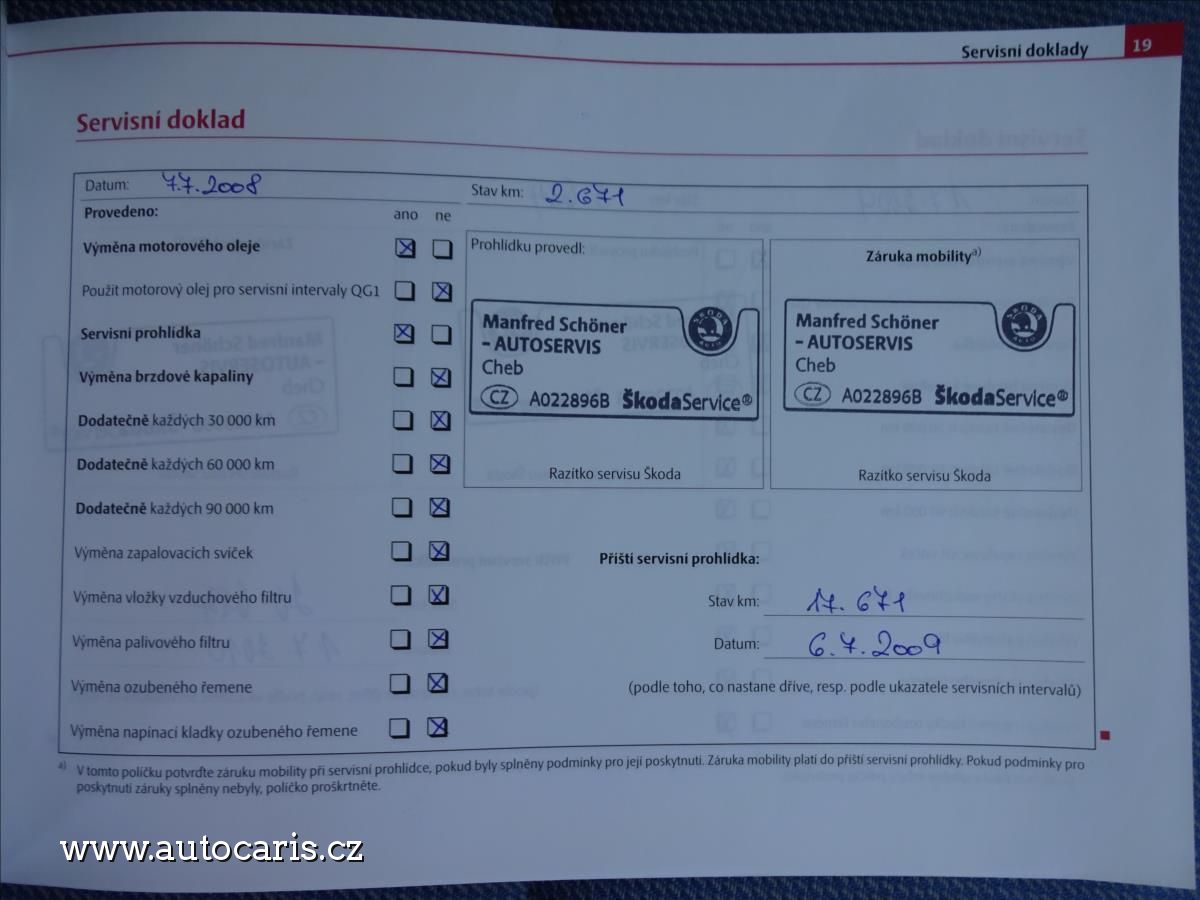 Servisní doklady 19
Servisní doklad
Datum: 7.7.2008
Stav km: 2.671
Provedeno: ano ne
Výměna motorového oleje
Použit motorový olej pro servisní intervaly QG1
Servisní prohlídka
Výměna brzdové kapaliny
Dodatečně každých 30 000 km
Dodatečně každých 60 000 km
Dodatečně každých 90 000 km
Výměna zapalovacích svíček
Výměna vložky vzduchového filtru
Výměna palivového filtru
Výměna ozubeného řemene
Výměna napínací kladky ozubeného řemene
Prohlídku provedl:
Manfred Schöner
– AUTOSERVIS
Cheb
CZ A022896B ŠkodaService®
ŠKODA
AUTO
Razítko servisu Škoda
Záruka mobility a)
Manfred Schöner
– AUTOSERVIS
Cheb
CZ A022896B ŠkodaService®
ŠKODA
AUTO
Razítko servisu Škoda
Příští servisní prohlídka:
Stav km: 17.671
Datum: 6.7.2009
(podle toho, co nastane dříve, resp. podle ukazatele servisních intervalů)
a) V tomto políčku potvrďte záruku mobility při servisní prohlídce, pokud byly splněny podmínky pro její poskytnutí. Záruka mobility platí do příští servisní prohlídky. Pokud podmínky pro
poskytnutí záruky splněny nebyly, políčko proškrtněte.
www.autocaris.cz